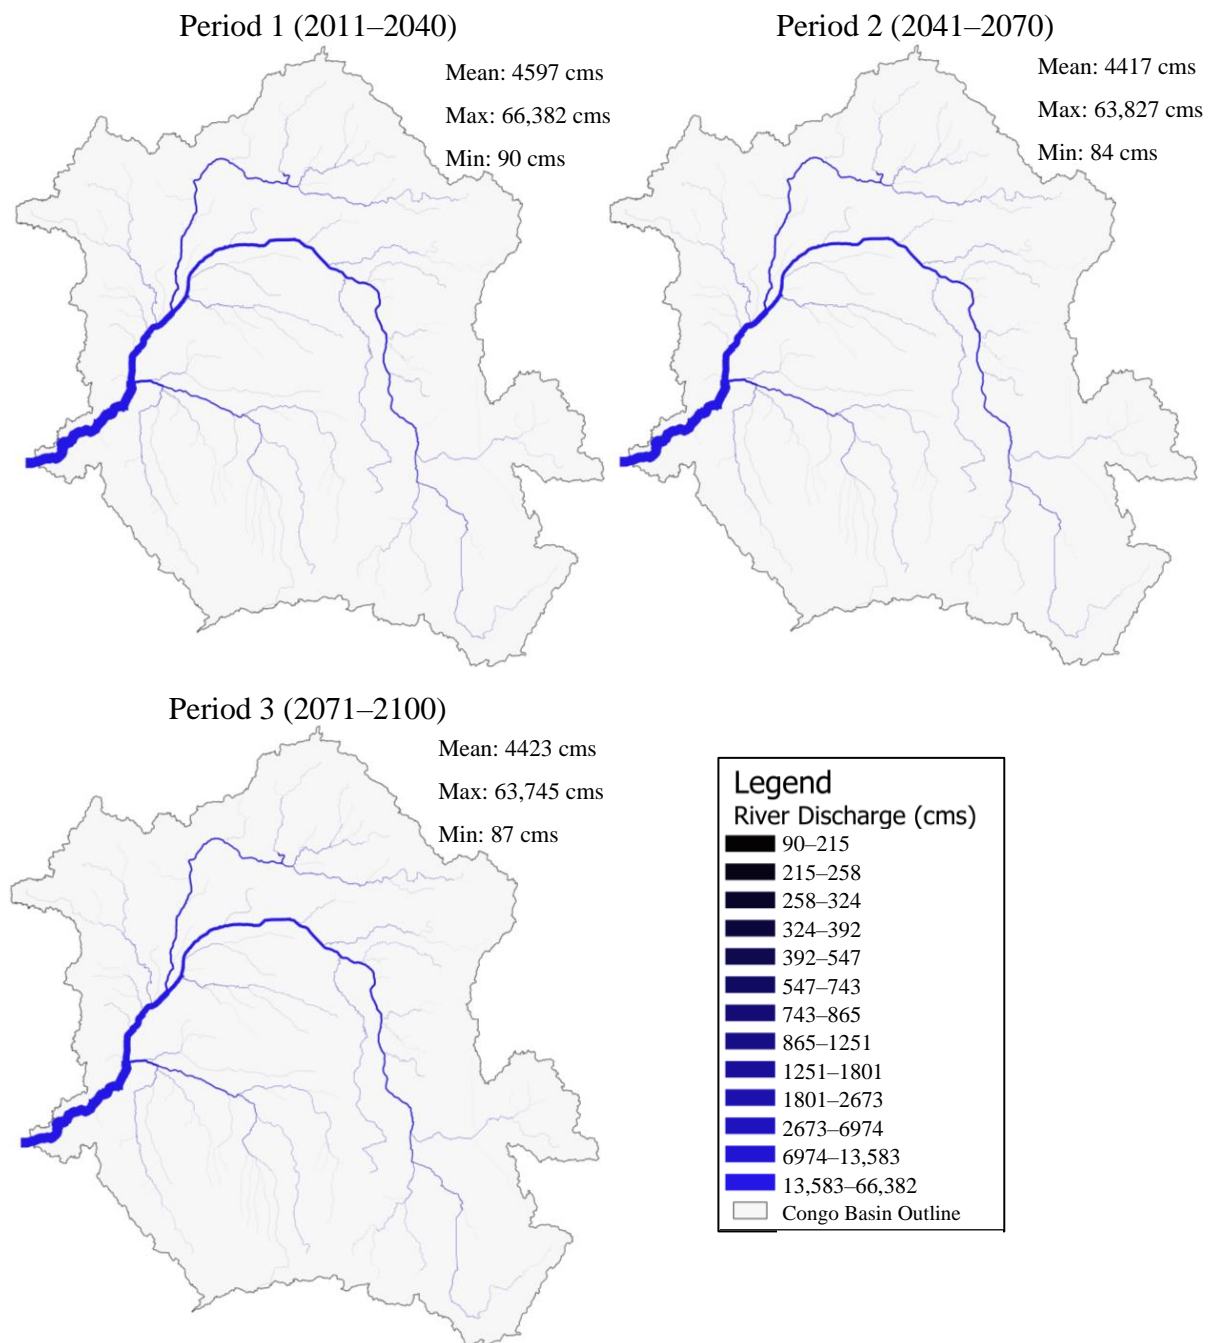 Period 1 (2011–2040)
Mean: 4597 cms
Max: 66,382 cms
Min: 90 cms
Period 2 (2041–2070)
Mean: 4417 cms
Max: 63,827 cms
Min: 84 cms
Period 3 (2071–2100)
Mean: 4423 cms
Max: 63,745 cms
Min: 87 cms
Legend
River Discharge (cms)
90–215
215–258
258–324
324–392
392–547
547–743
743–865
865–1251
1251–1801
1801–2673
2673–6974
6974–13,583
13,583–66,382
Congo Basin Outline